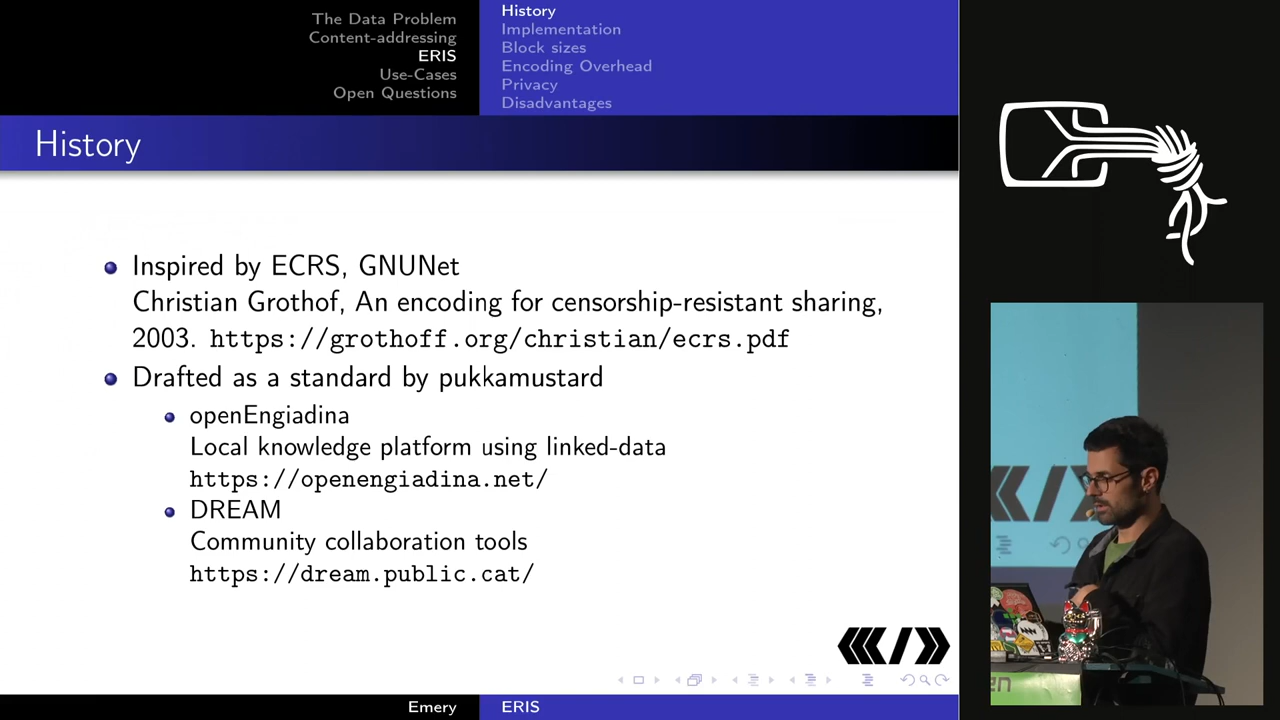 The Data Problem
Content-addressing
ERIS
Use-Cases
Open Questions
History
Implementation
Block sizes
Encoding Overhead
Privacy
Disadvantages
History
Inspired by ECRS, GNUNet
Christian Grothof, An encoding for censorship-resistant sharing,
2003. https://grothoff.org/christian/ecrs.pdf
Drafted as a standard by pukkamustard
openEngiadina
Local knowledge platform using linked-data
https://openengiadina.net/
DREAM
Community collaboration tools
https://dream.public.cat/
Emery
ERIS